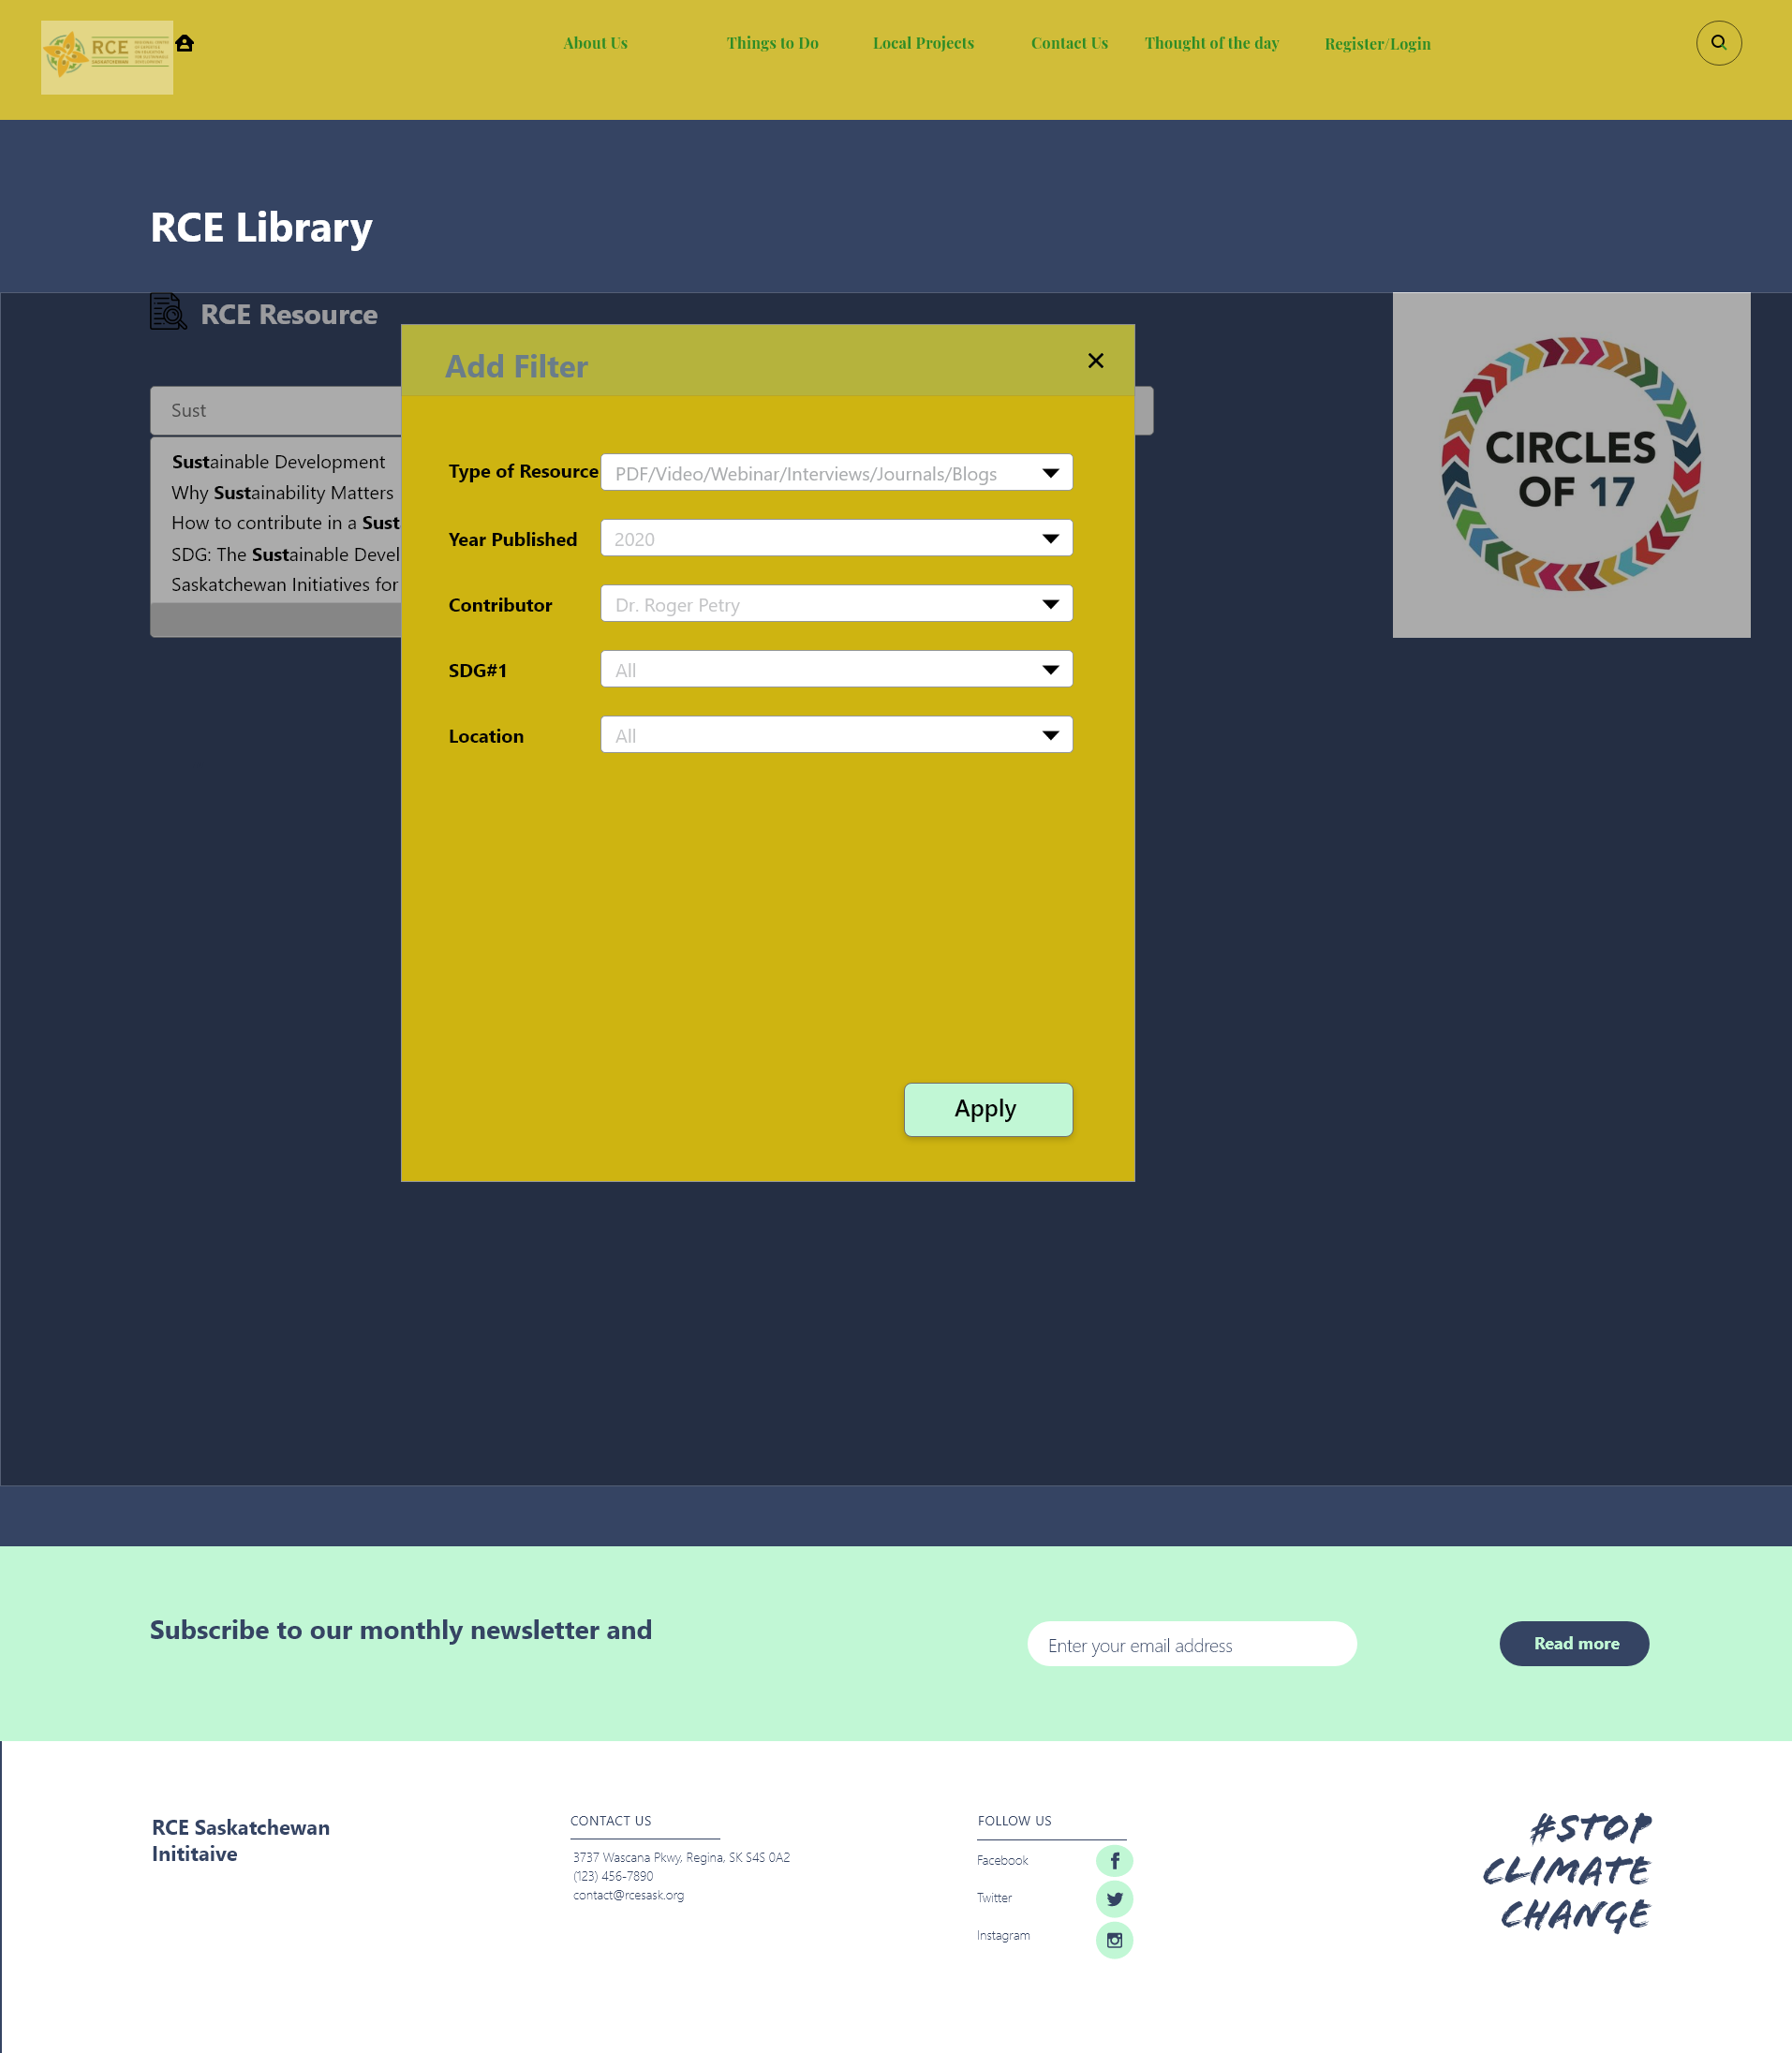 RCE
SASKATCHEWAN
About Us
Things to Do
Local Projects
Contact Us
Thought of the day
Register/Login
RCE Library
RCE Resource
Add Filter
Sust
Sustainable Development
Why Sustainability Matters
How to contribute in a Sust
SDG: The Sustainable Devel
Saskatchewan Initiatives for
Type of Resource PDF/Video/Webinar/Interviews/Journals/Blogs
Year Published 2020
Contributor Dr. Roger Petry
SDG#1 All
Location All
Apply
CIRCLES
OF 17
Subscribe to our monthly newsletter and
Enter your email address
Read more
RCE Saskatchewan
Inititaive
CONTACT US
3737 Wascana Pkwy, Regina, SK S4S 0A2
(123) 456-7890
contact@rcesask.org
FOLLOW US
Facebook
Twitter
Instagram
#STOP
CLIMATE
CHANGE